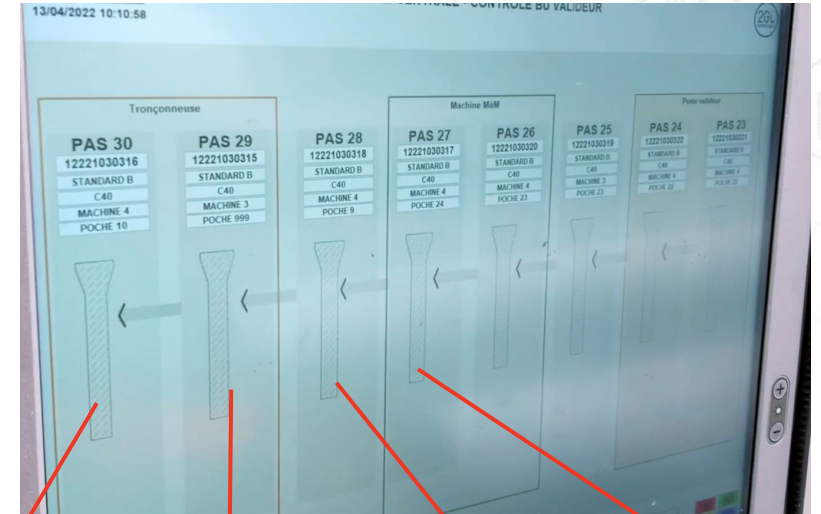 13/04/2022 10:10:58
CENTRALE - CONTROLE DU VALIDEUR
2GL
Tronçonneuse
Machine MàM
Poste valideur
PAS 30
12221030316
STANDARD B
C40
MACHINE 4
POCHE 10
PAS 29
12221030315
STANDARD B
C40
MACHINE 3
POCHE 999
PAS 28
12221030318
STANDARD B
C40
MACHINE 4
POCHE 9
PAS 27
12221030317
STANDARD B
C40
MACHINE 4
POCHE 24
PAS 26
12221030320
STANDARD B
C40
MACHINE 4
POCHE 23
PAS 25
12221030319
STANDARD B
C40
MACHINE 3
POCHE 23
PAS 24
12221030322
STANDARD B
C40
MACHINE 4
POCHE 22
PAS 23
12221030321
STANDARD B
C40
MACHINE 4
POCHE 22